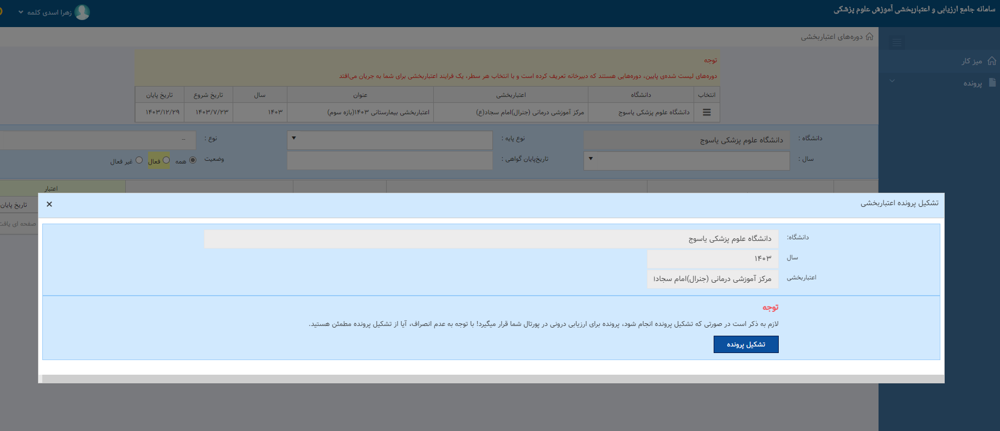 سامانه جامع ارزیابی و اعتباربخشی آموزش علوم پزشکی
زهرا اسدی کلمه
دوره‌های اعتباربخشی
میز کار
پرونده
توجه
دوره‌های لیست شده‌ی پایین، دوره‌هایی هستند که دبیرخانه تعریف کرده است و با انتخاب هر سطر، یک فرایند اعتباربخشی برای شما به جریان می‌افتد
انتخاب دانشگاه اعتباربخشی عنوان سال تاریخ شروع تاریخ پایان
دانشگاه علوم پزشکی یاسوج مرکز آموزشی درمانی (جنرال)امام سجاد(ع) اعتباربخشی بیمارستانی ۱۴۰۳(بازه سوم) ۱۴۰۳ ۱۴۰۳/۷/۲۳ ۱۴۰۳/۱۲/۲۹
دانشگاه : دانشگاه علوم پزشکی یاسوج نوع پایه : نوع : --
سال : تاریخ‌پایان گواهی : وضعیت همه فعال غیر فعال
اعتبار
تاریخ پایان
صفحه ای یافت
تشکیل پرونده اعتباربخشی ×
دانشگاه: دانشگاه علوم پزشکی یاسوج
سال ۱۴۰۳
اعتباربخشی مرکز آموزشی درمانی (جنرال)امام سجاد(
توجه
لازم به ذکر است در صورتی که تشکیل پرونده انجام شود، پرونده برای ارزیابی درونی در پورتال شما قرار میگیرد! با توجه به عدم انصراف، آیا از تشکیل پرونده مطمئن هستید.
تشکیل پرونده